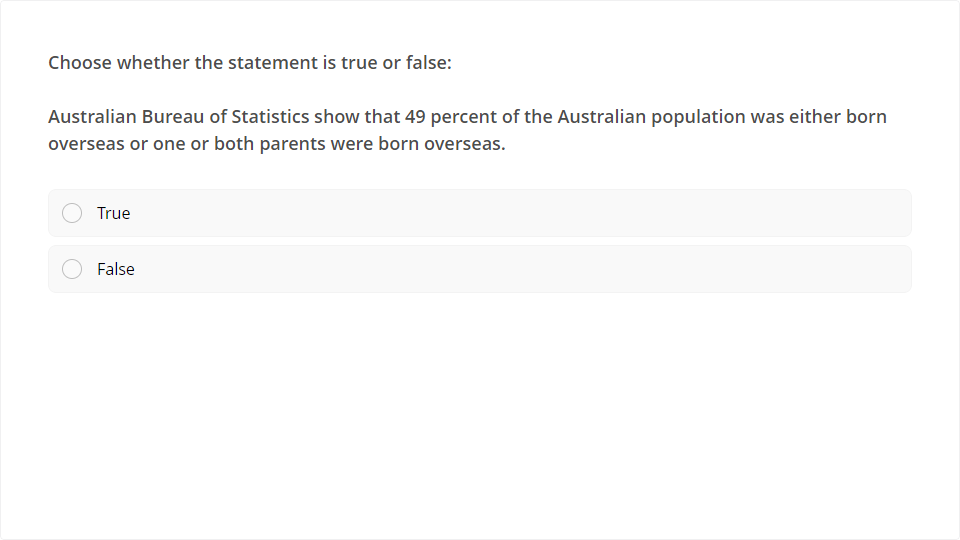 Choose whether the statement is true or false:
Australian Bureau of Statistics show that 49 percent of the Australian population was either born
overseas or one or both parents were born overseas.
True
False